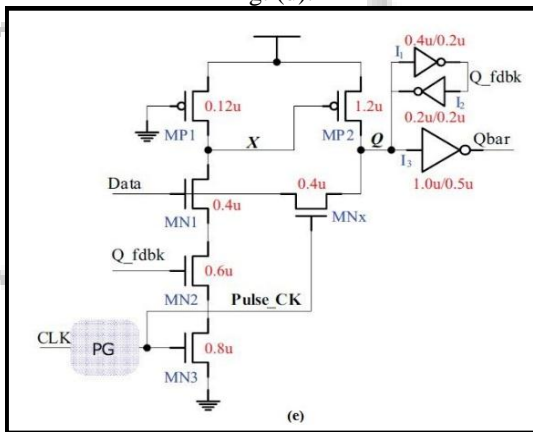 0.4u/0.2u
I1
Q_fdbk
I2
0.2u/0.2u
0.12u
1.2u
MP1
X
MP2
Q
I3
Qbar
1.0u/0.5u
Data
0.4u
MNx
MN1
0.4u
Q_fdbk
0.6u
MN2
Pulse_CK
CLK
PG
0.8u
MN3
(e)